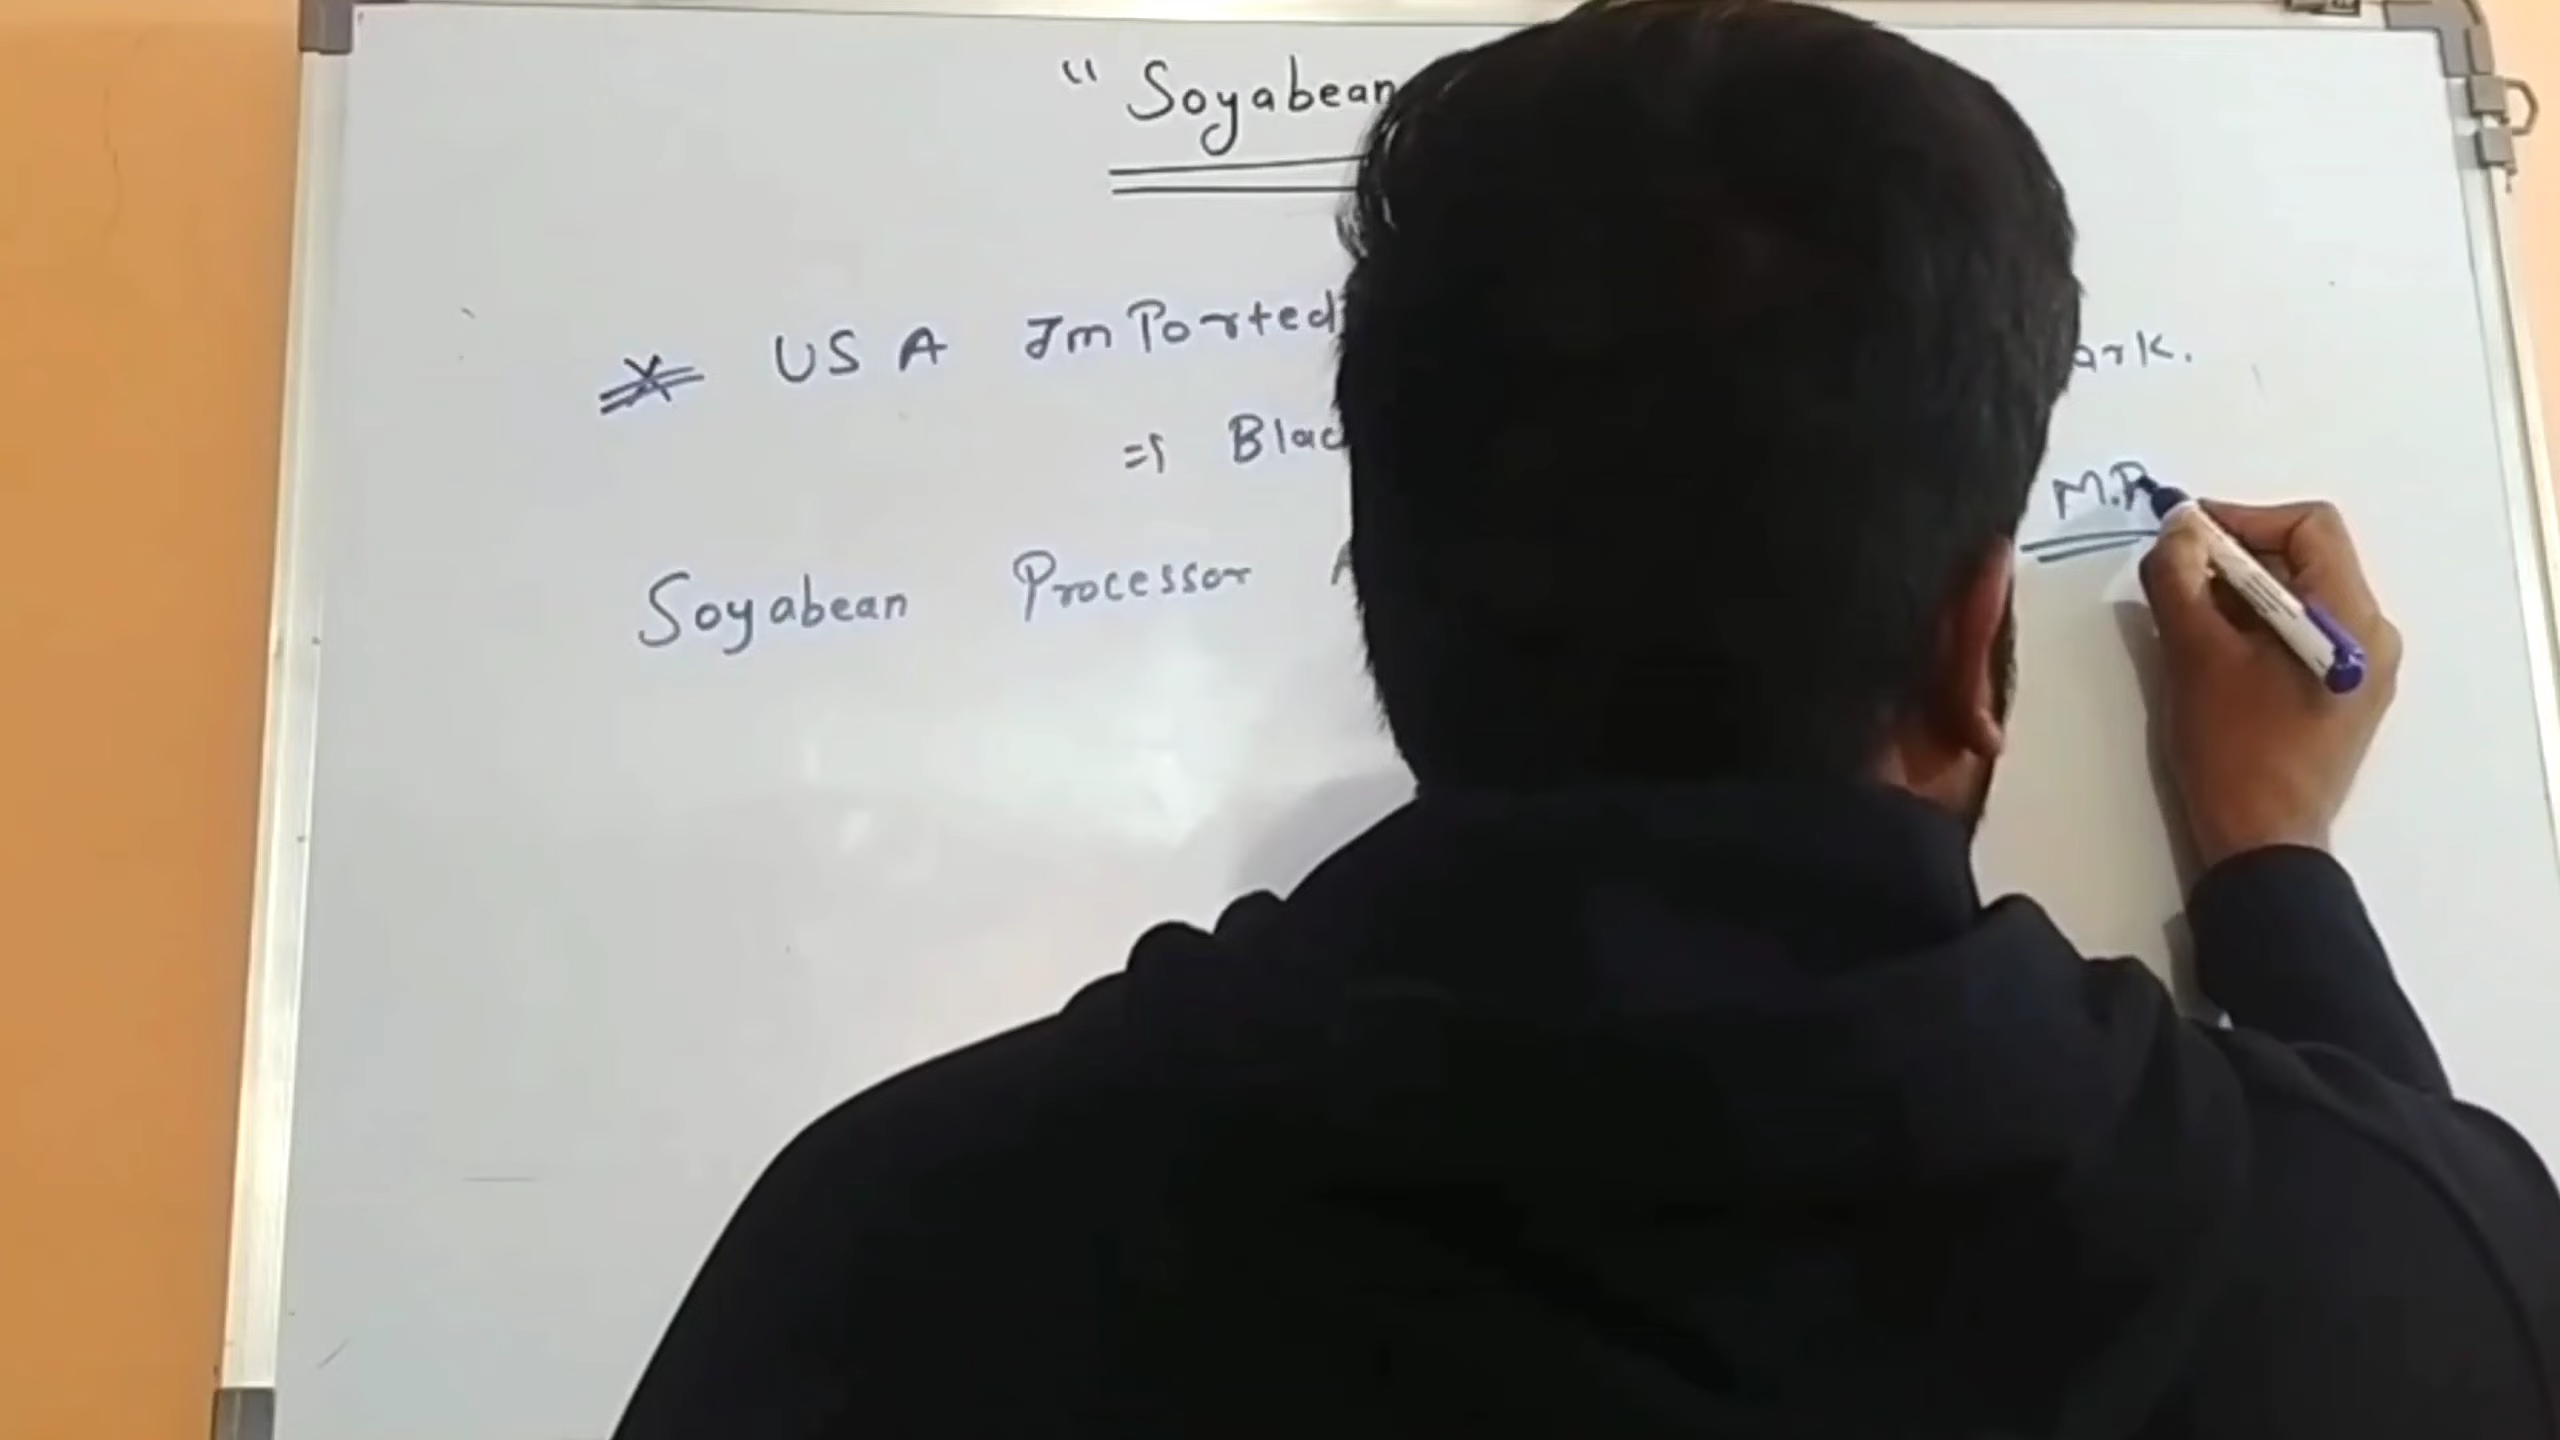 " Soyabean
USA ImPorted ark.
=> Blac M.P
Soyabean Processor A